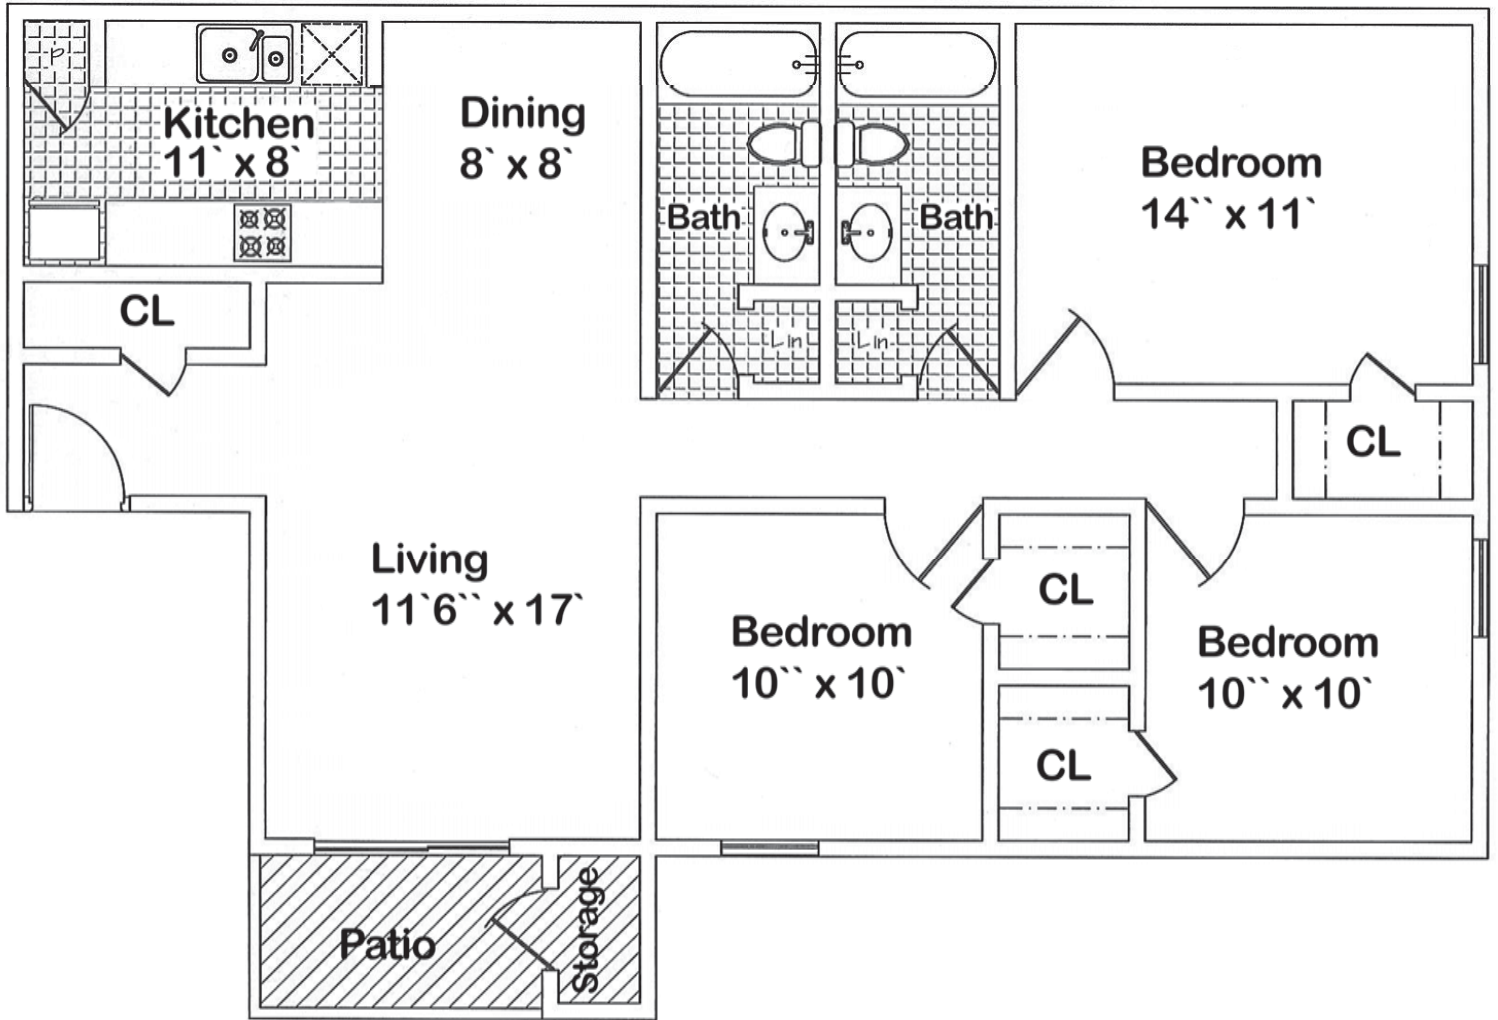 P
Kitchen
11` x 8`
Dining
8` x 8`
Bath
Bath
Lin
Lin
Bedroom
14`` x 11`
CL
CL
Living
11`6`` x 17`
Bedroom
10`` x 10`
CL
CL
Bedroom
10`` x 10`
Patio
Storage